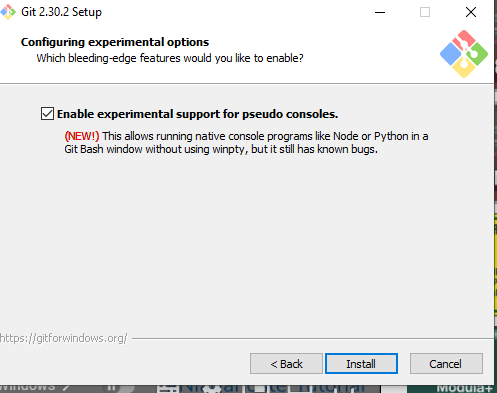 Git 2.30.2 Setup
Configuring experimental options
Which bleeding-edge features would you like to enable?
Enable experimental support for pseudo consoles.
(NEW!) This allows running native console programs like Node or Python in a
Git Bash window without using winpty, but it still has known bugs.
https://gitforwindows.org/
< Back
Install
Cancel
Modula+